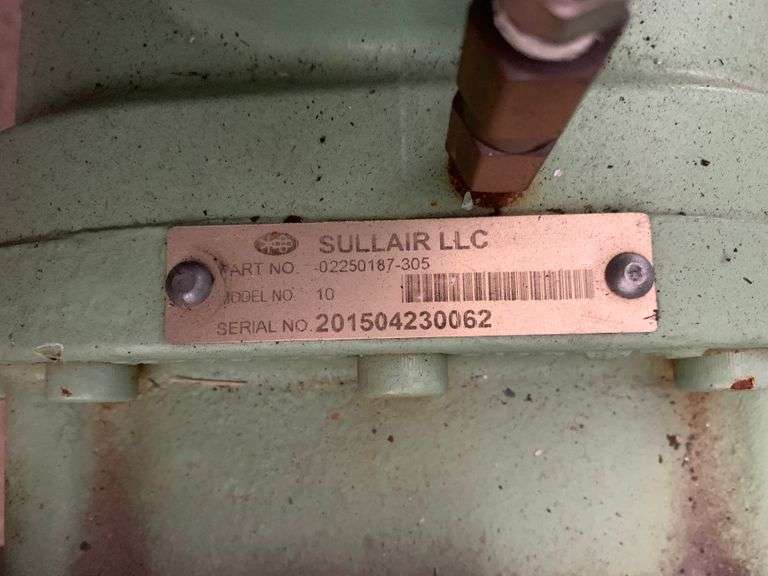 SULLAIR LLC
PART NO. 02250187-305
MODEL NO. 10
SERIAL NO. 201504230062